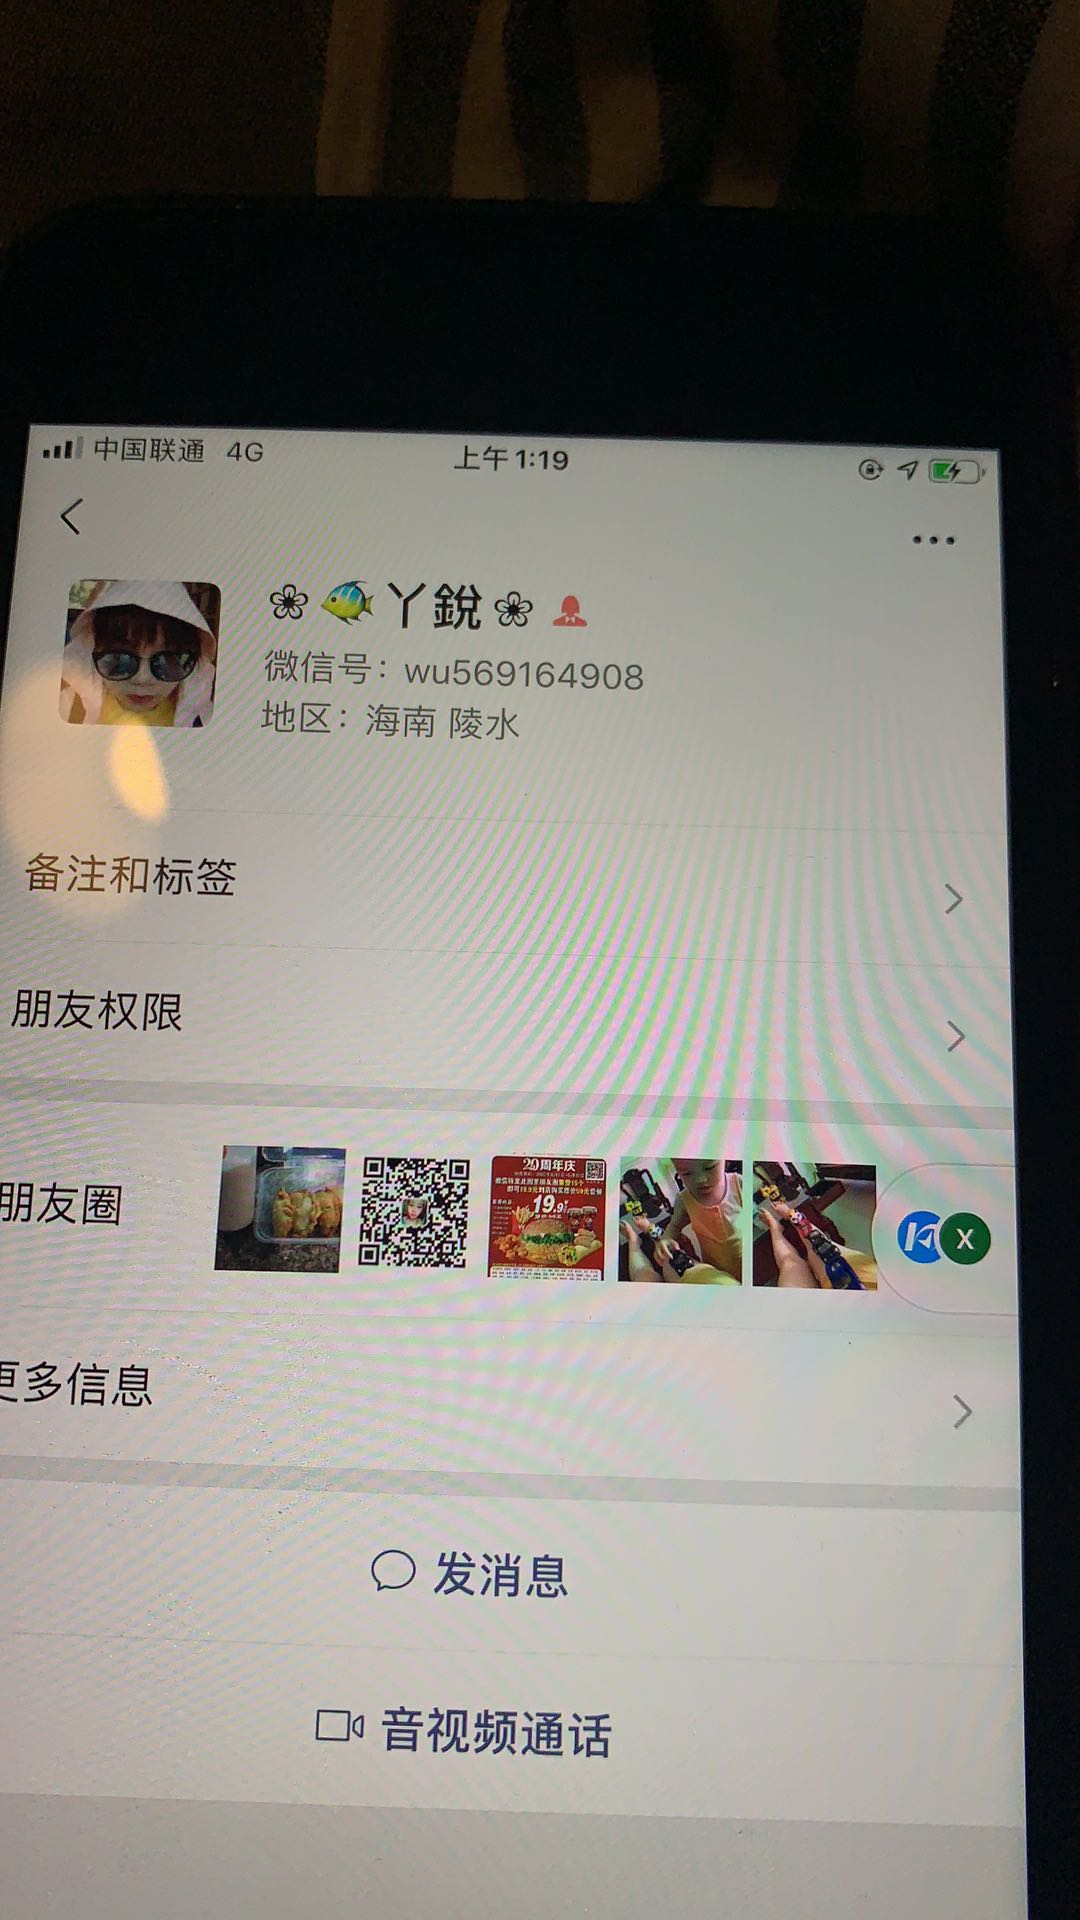 中国联通 4G 上午1:19
❀🐠丫銳❀
微信号：wu569164908
地区：海南 陵水
备注和标签
朋友权限
朋友圈
20周年庆
19.9
X
更多信息
发消息
音视频通话